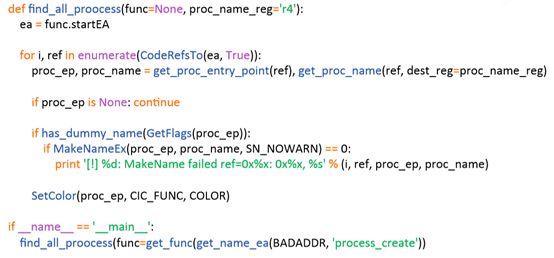 def find_all_proocess(func=None, proc_name_reg='r4'):
ea = func.startEA
for i, ref in enumerate(CodeRefsTo(ea, True)):
proc_ep, proc_name = get_proc_entry_point(ref), get_proc_name(ref, dest_reg=proc_name_reg)
if proc_ep is None: continue
if has_dummy_name(GetFlags(proc_ep)):
if MakeNameEx(proc_ep, proc_name, SN_NOWARN) == 0:
print '[!] %d: MakeName failed ref=0x%x: 0x%x, %s' % (i, ref, proc_ep, proc_name)
SetColor(proc_ep, CIC_FUNC, COLOR)
if __name__ == '__main__':
find_all_proocess(func=get_func(get_name_ea(BADADDR, 'process_create'))